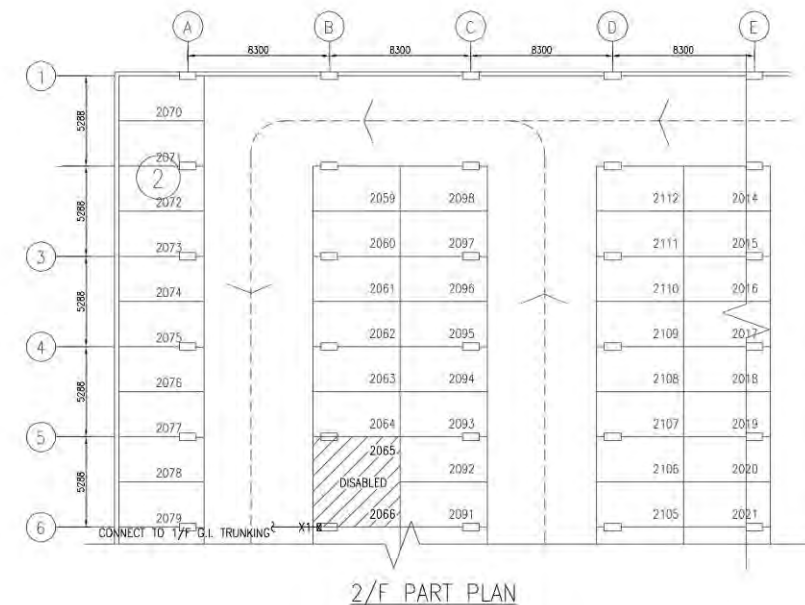 A B C D E
8300 8300 8300 8300
1
5288
2070
2071
2
2072 2059 2098 2112 2014
5288
3 2073 2060 2097 2111 2015
2074 2061 2096 2110 2016
5288
4 2075 2062 2095 2109 2017
2076 2063 2094 2108 2018
5288
5 2077 2064 2093 2107 2019
2065
2078 2092 2106 2020
5288
DISABLED
6 2079 2066 2091 2105 2021
CONNECT TO 1/F G.I. TRUNKING X1
2/F PART PLAN